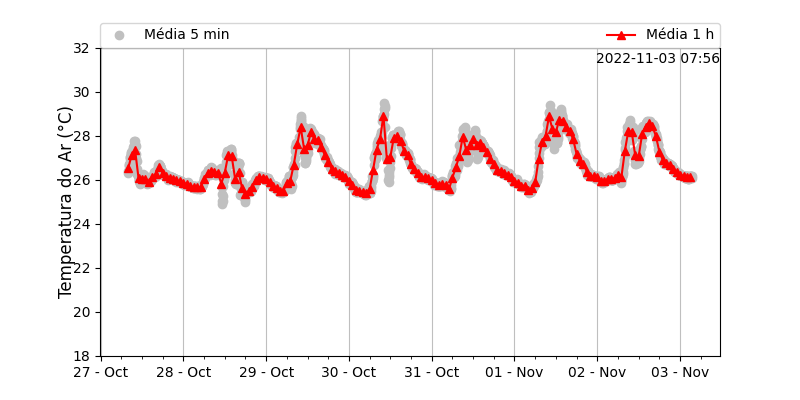 Média 5 min
Média 1 h
2022-11-03 07:56
Temperatura do Ar (°C)
32
30
28
26
24
22
20
18
27 - Oct
28 - Oct
29 - Oct
30 - Oct
31 - Oct
01 - Nov
02 - Nov
03 - Nov